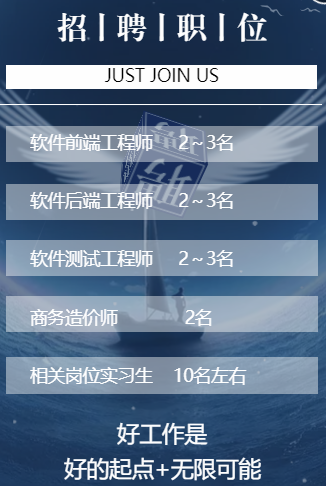 招丨聘丨职丨位
JUST JOIN US
软件前端工程师 2～3名
软件后端工程师 2～3名
软件测试工程师 2～3名
商务造价师 2名
相关岗位实习生 10名左右
好工作是
好的起点+无限可能